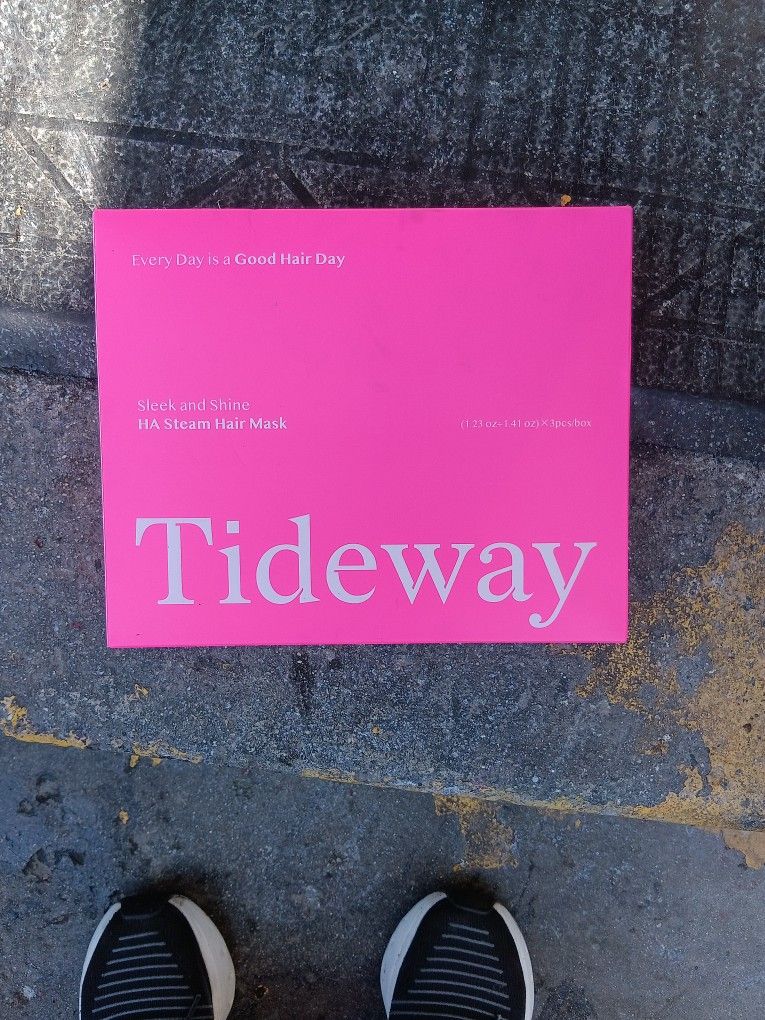 Every Day is a Good Hair Day
Sleek and Shine
HA Steam Hair Mask
(1.23 oz+1.41 oz)×3pcs/box
Tideway